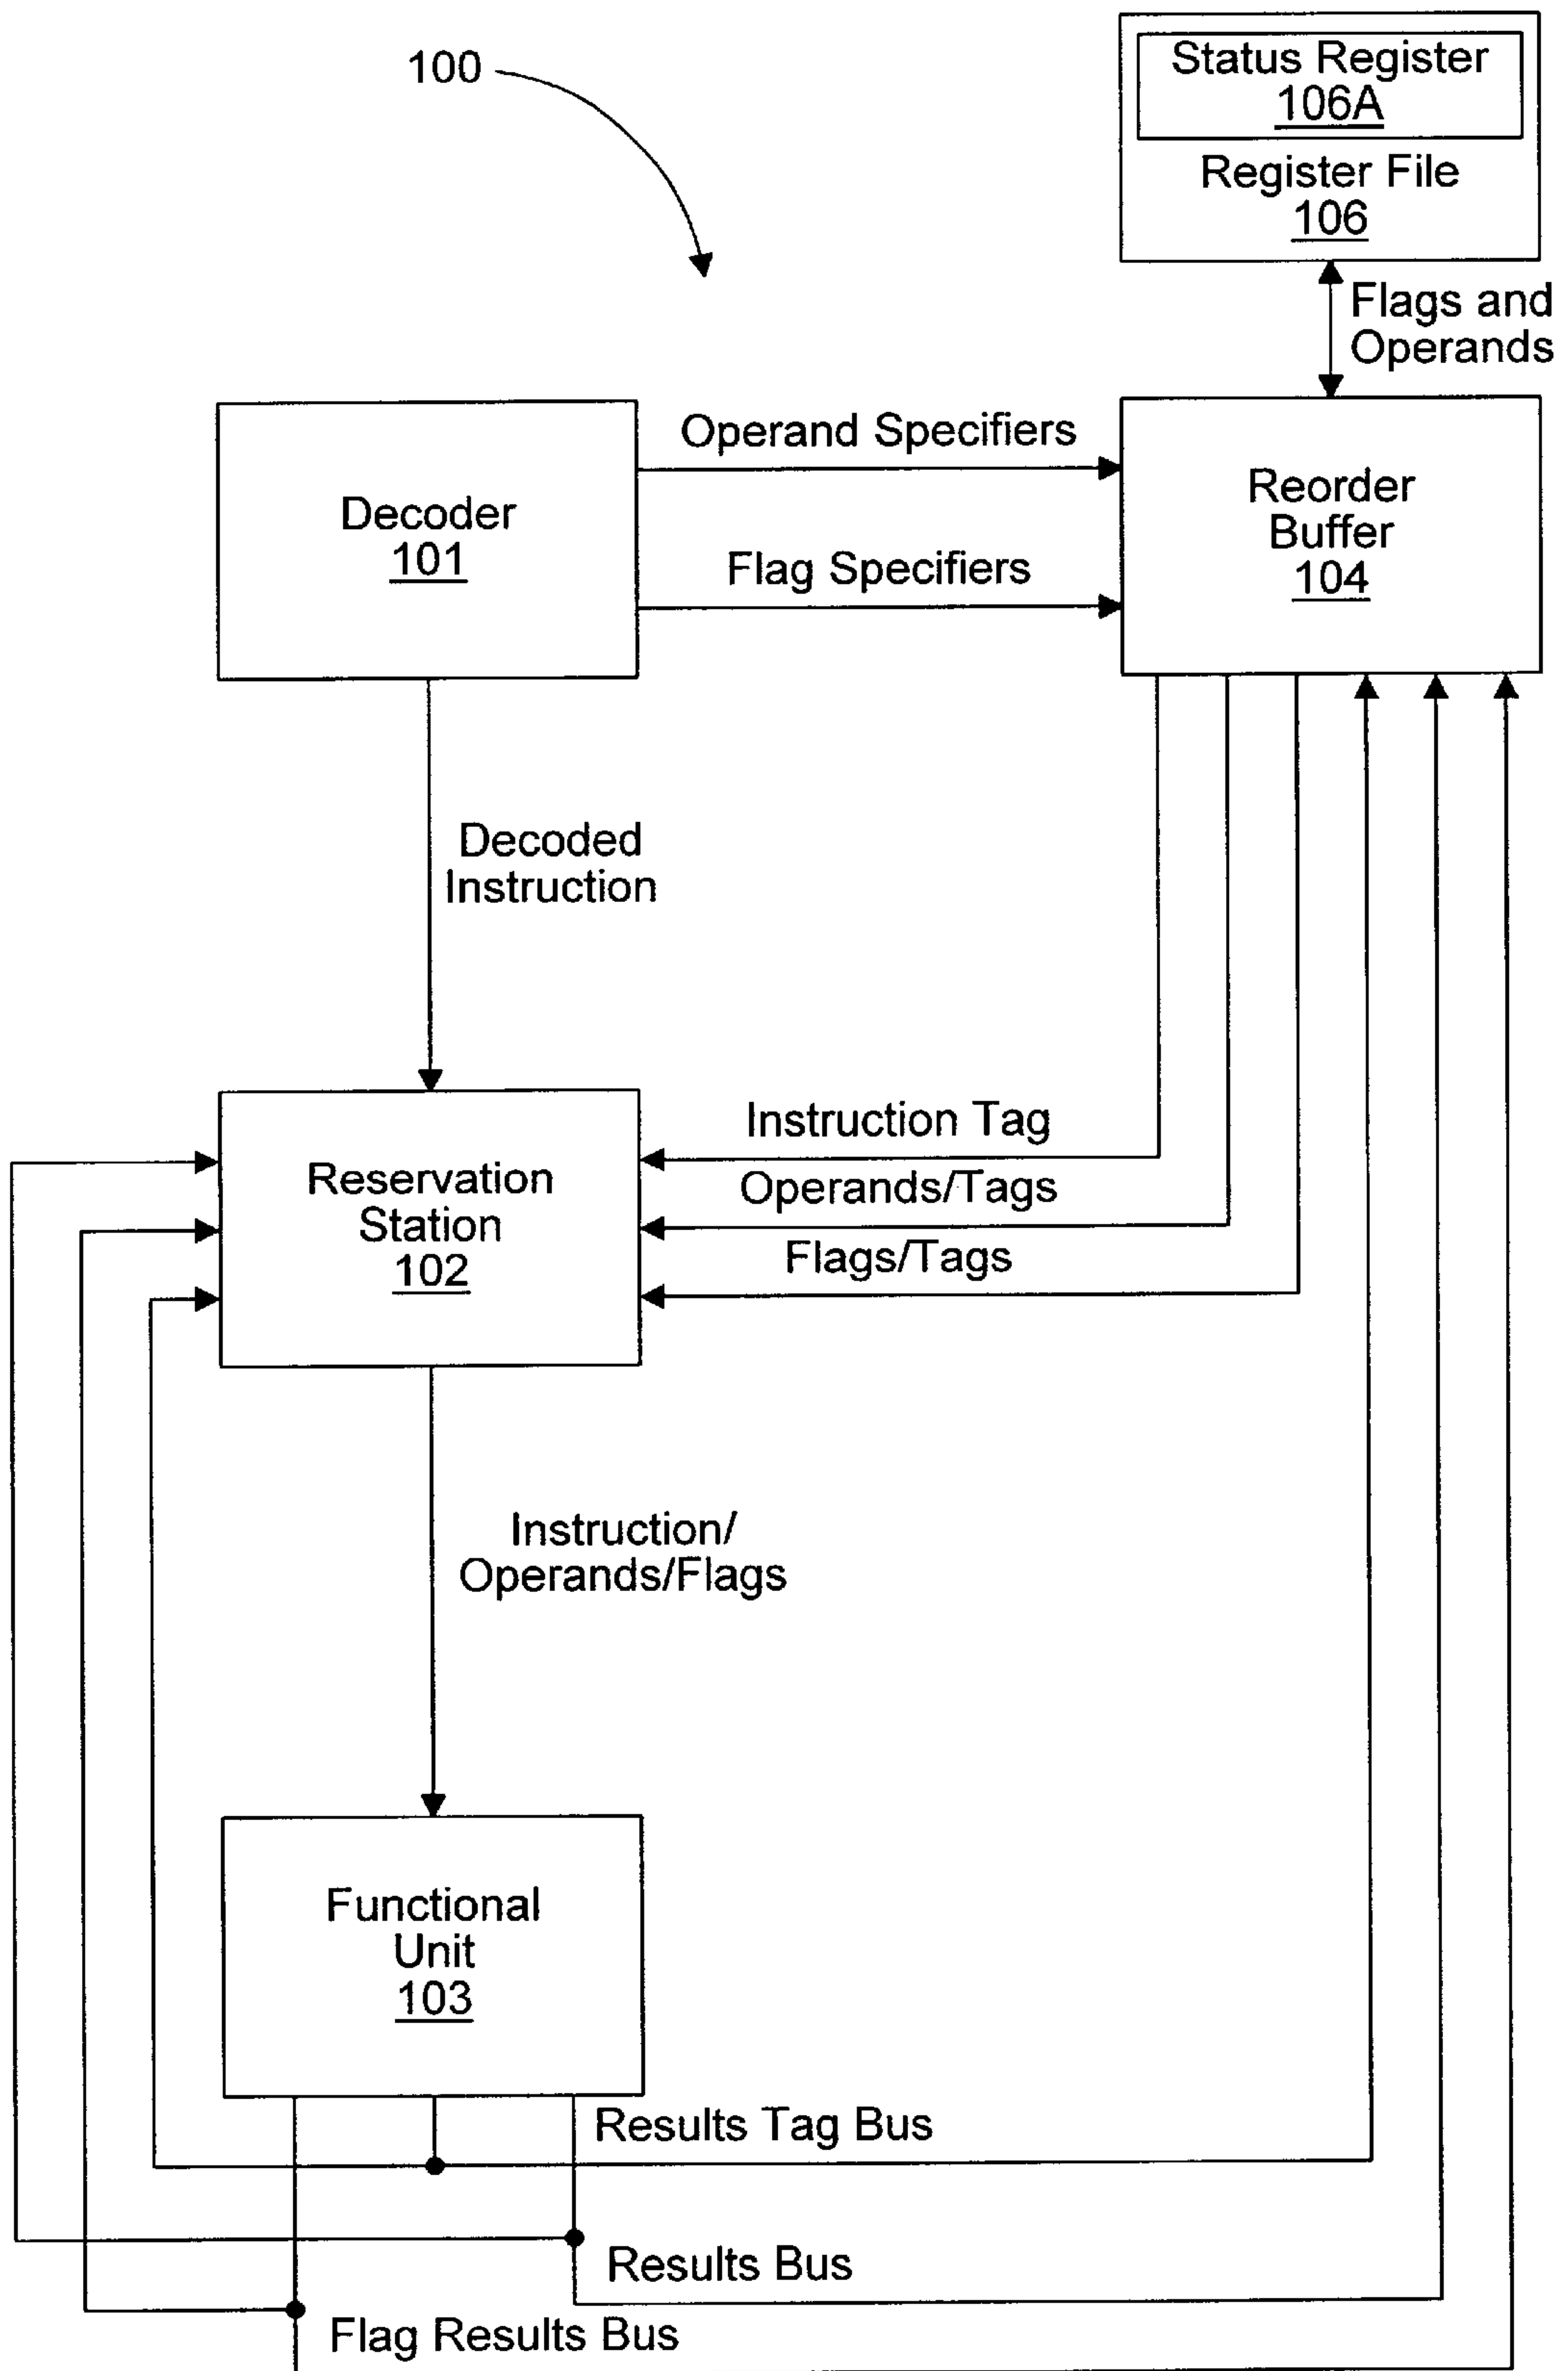 100
Status Register
106A
Register File
106
Flags and
Operands
Decoder
101
Operand Specifiers
Flag Specifiers
Reorder
Buffer
104
Decoded
Instruction
Reservation
Station
102
Instruction Tag
Operands/Tags
Flags/Tags
Instruction/
Operands/Flags
Functional
Unit
103
Results Tag Bus
Results Bus
Flag Results Bus